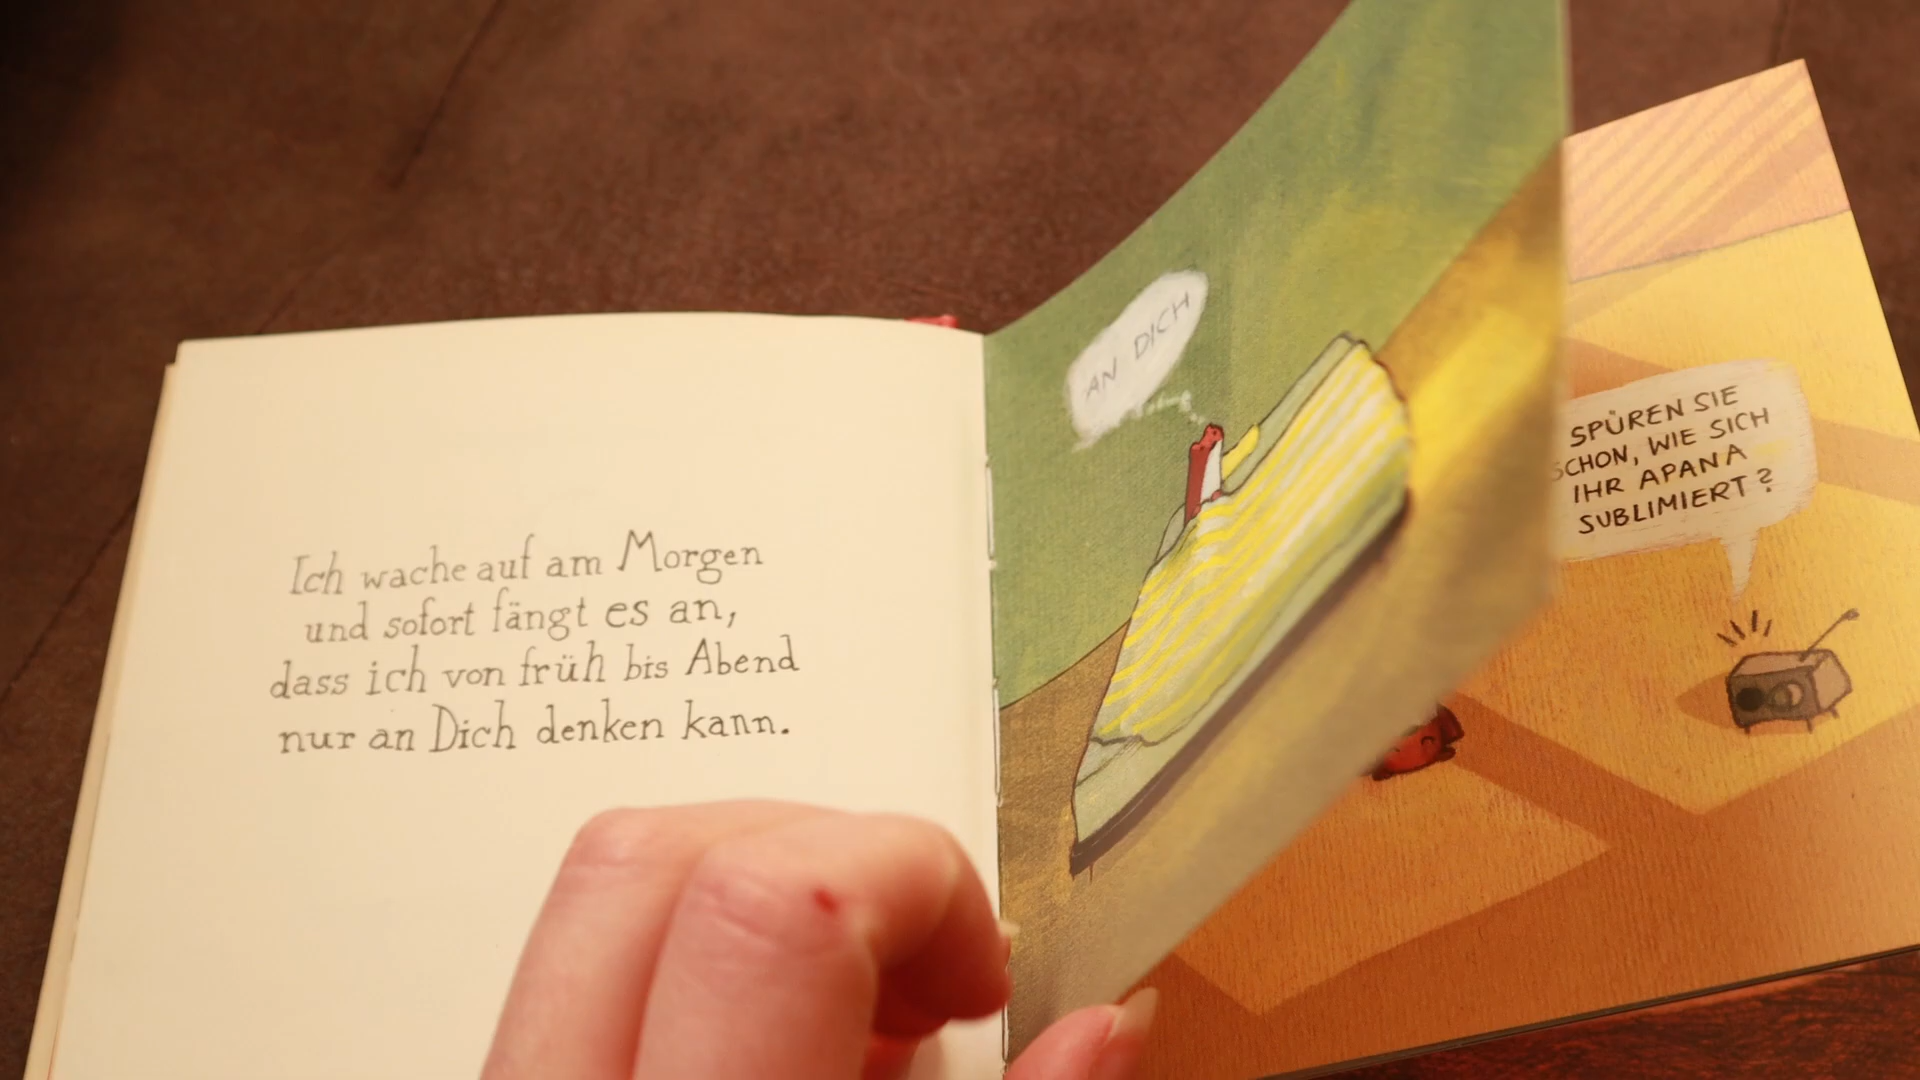 Ich wache auf am Morgen
und sofort fängt es an,
dass ich von früh bis Abend
nur an Dich denken kann.
AN DICH
SPÜREN SIE
SCHON, WIE SICH
IHR APANA
SUBLIMIERT?